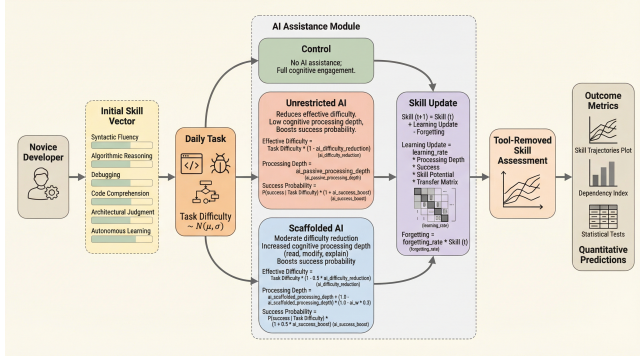 Novice
Developer
Initial Skill
Vector
Syntactic Fluency
Algorithmic Reasoning
Debugging
Code Comprehension
Architectural Judgment
Autonomous Learning
Daily Task
Task Difficulty
~ N(μ, σ)
AI Assistance Module
Control
No AI assistance;
Full cognitive engagement.
Unrestricted AI
Reduces effective difficulty.
Low cognitive processing depth,
Boosts success probability.
Effective Difficulty =
Task Difficulty * (1 - ai_difficulty_reduction)
(ai_difficulty_reduction)
Processing Depth =
ai_passive_processing_depth
(ai_passive_processing_depth)
Success Probability =
P(success | Task Difficulty) * (1 + ai_success_boost)
(ai_success_boost)
Scaffolded AI
Moderate difficulty reduction
Increased cognitive processing depth
(read, modify, explain)
Boosts success probability
Effective Difficulty =
Task Difficulty * (1 - 0.5 * ai_difficulty_reduction)
(ai_difficulty_reduction)
Processing Depth =
ai_scaffolded_processing_depth + (1.0 -
ai_scaffolded_processing_depth) * (1.0 - ai_w * 0.3)
Success Probability =
P(success | Task Difficulty) *
(1 + 0.5 * ai_success_boost) (ai_success_boost)
Skill Update
Skill (t+1) = Skill (t)
+ Learning Update
- Forgetting
Learning Update =
learning_rate
* Processing Depth
* Success
* Skill Potential
* Transfer Matrix
(learning_rate)
Forgetting =
forgetting_rate * Skill (t)
(forgetting_rate)
Tool-Removed
Skill
Assessment
Outcome
Metrics
Skill Trajectories Plot
Dependency Index
Statistical Tests
Quantitative
Predictions